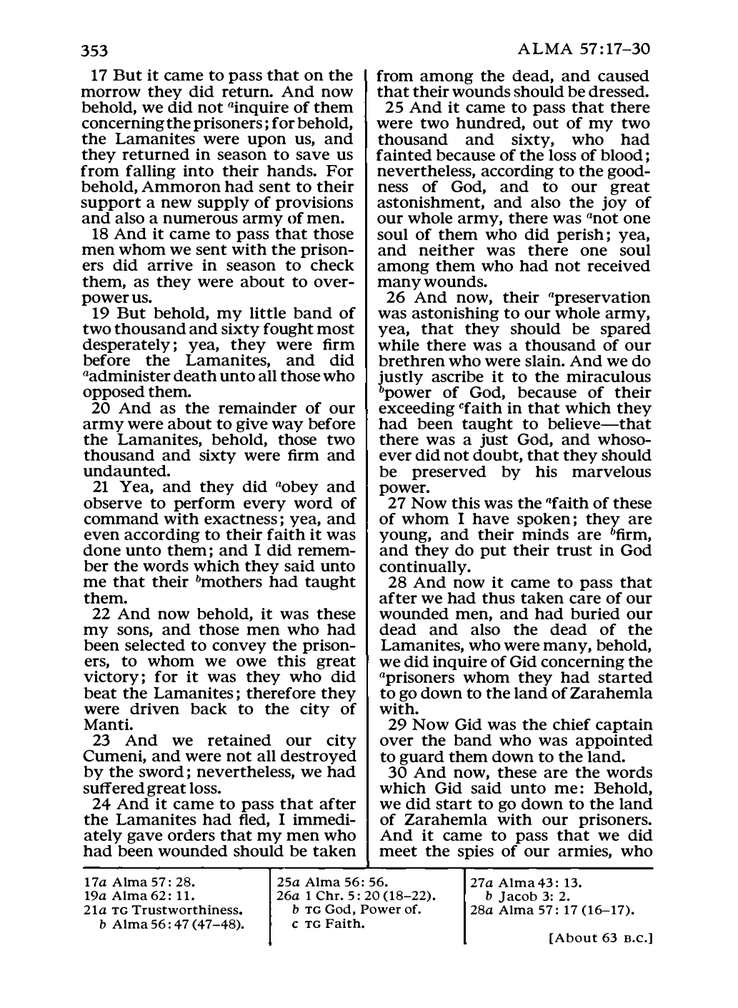 353
ALMA 57:17–30
17 But it came to pass that on the
morrow they did return. And now
behold, we did not ainquire of them
concerning the prisoners; for behold,
the Lamanites were upon us, and
they returned in season to save us
from falling into their hands. For
behold, Ammoron had sent to their
support a new supply of provisions
and also a numerous army of men.
18 And it came to pass that those
men whom we sent with the prison-
ers did arrive in season to check
them, as they were about to over-
power us.
19 But behold, my little band of
two thousand and sixty fought most
desperately; yea, they were firm
before the Lamanites, and did
aadminister death unto all those who
opposed them.
20 And as the remainder of our
army were about to give way before
the Lamanites, behold, those two
thousand and sixty were firm and
undaunted.
21 Yea, and they did aobey and
observe to perform every word of
command with exactness; yea, and
even according to their faith it was
done unto them; and I did remem-
ber the words which they said unto
me that their bmothers had taught
them.
22 And now behold, it was these
my sons, and those men who had
been selected to convey the prison-
ers, to whom we owe this great
victory; for it was they who did
beat the Lamanites; therefore they
were driven back to the city of
Manti.
23 And we retained our city
Cumeni, and were not all destroyed
by the sword; nevertheless, we had
suffered great loss.
24 And it came to pass that after
the Lamanites had fled, I immedi-
ately gave orders that my men who
had been wounded should be taken
from among the dead, and caused
that their wounds should be dressed.
25 And it came to pass that there
were two hundred, out of my two
thousand and sixty, who had
fainted because of the loss of blood;
nevertheless, according to the good-
ness of God, and to our great
astonishment, and also the joy of
our whole army, there was anot one
soul of them who did perish; yea,
and neither was there one soul
among them who had not received
many wounds.
26 And now, their apreservation
was astonishing to our whole army,
yea, that they should be spared
while there was a thousand of our
brethren who were slain. And we do
justly ascribe it to the miraculous
bpower of God, because of their
exceeding cfaith in that which they
had been taught to believe—that
there was a just God, and whoso-
ever did not doubt, that they should
be preserved by his marvelous
power.
27 Now this was the afaith of these
of whom I have spoken; they are
young, and their minds are bfirm,
and they do put their trust in God
continually.
28 And now it came to pass that
after we had thus taken care of our
wounded men, and had buried our
dead and also the dead of the
Lamanites, who were many, behold,
we did inquire of Gid concerning the
aprisoners whom they had started
to go down to the land of Zarahemla
with.
29 Now Gid was the chief captain
over the band who was appointed
to guard them down to the land.
30 And now, these are the words
which Gid said unto me: Behold,
we did start to go down to the land
of Zarahemla with our prisoners.
And it came to pass that we did
meet the spies of our armies, who
17a Alma 57: 28.
19a Alma 62: 11.
21a TG Trustworthiness.
b Alma 56: 47 (47–48).
25a Alma 56: 56.
26a 1 Chr. 5: 20 (18–22).
b TG God, Power of.
c TG Faith.
27a Alma 43: 13.
b Jacob 3: 2.
28a Alma 57: 17 (16–17).
[About 63 B.C.]